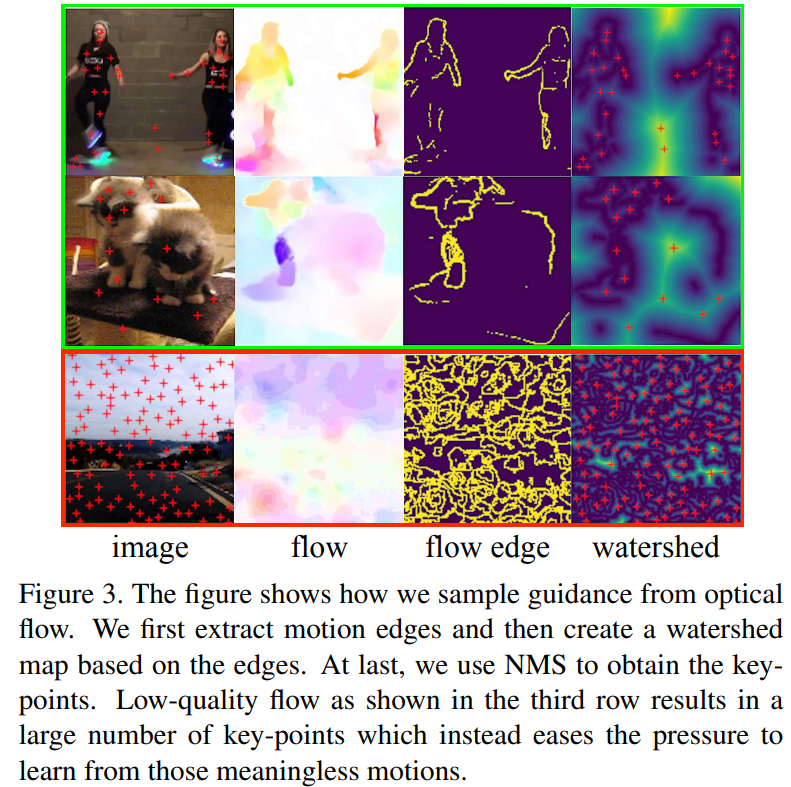 image flow flow edge watershed
Figure 3. The figure shows how we sample guidance from optical
flow. We first extract motion edges and then create a watershed
map based on the edges. At last, we use NMS to obtain the key-
points. Low-quality flow as shown in the third row results in a
large number of key-points which instead eases the pressure to
learn from those meaningless motions.